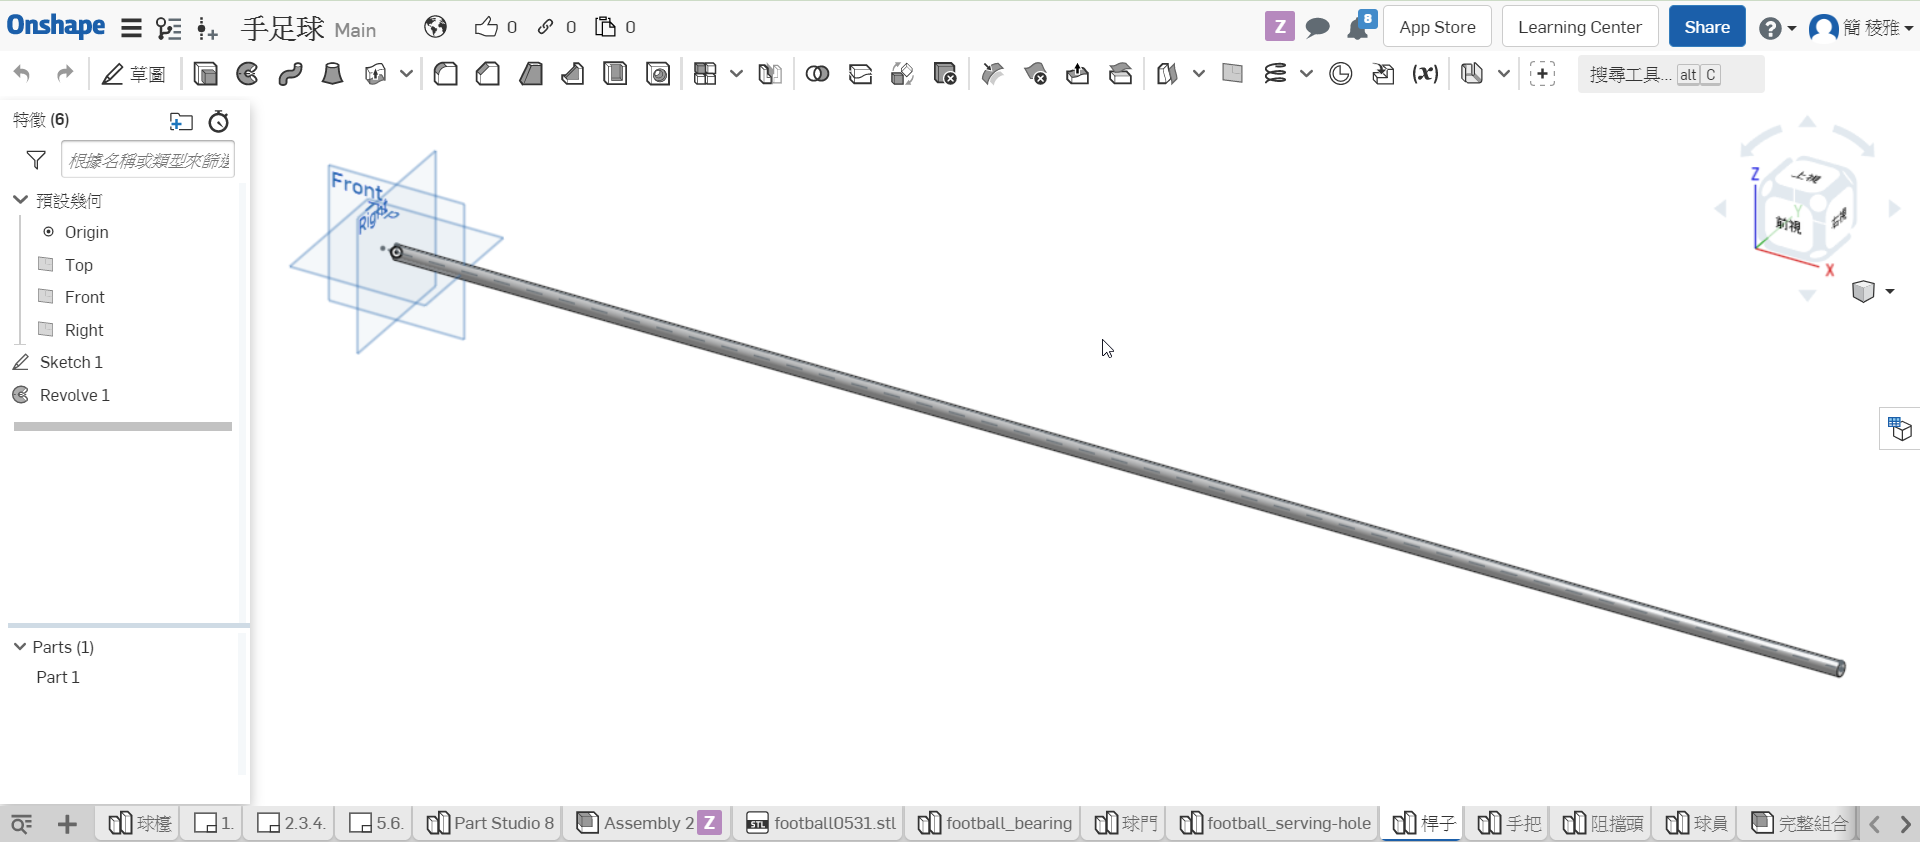 Onshape 手足球 Main 0 0 0 Z 8 App Store Learning Center Share 簡 稜雅
草圖 (x) 搜尋工具... alt C
特徵 (6)
根據名稱或類型來篩選
預設幾何
Origin
Top
Front
Right
Sketch 1
Revolve 1
Parts (1)
Part 1
Front
Top
Right
Z
上視
Y
前視
右視
X
球檯 1. 2.3.4. 5.6. Part Studio 8 Assembly 2 Z STL football0531.stl football_bearing 球門 football_serving-hole 桿子 手把 阻擋頭 球員 完整組合